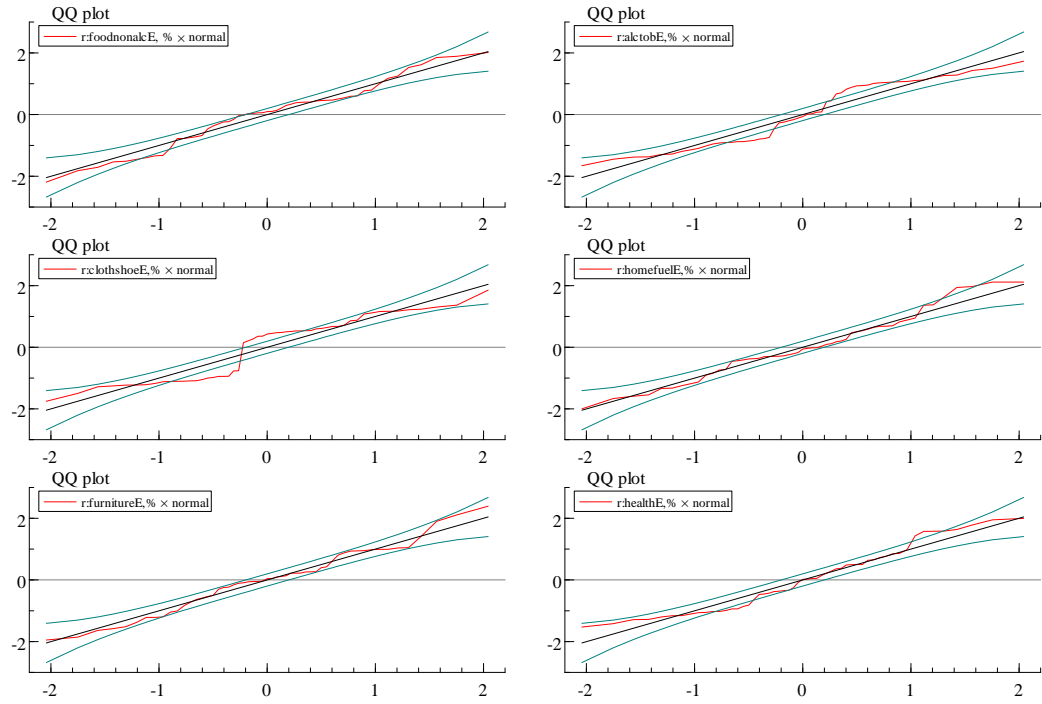 QQ plot
r:foodnonalcE, % × normal
2
0
-2
-2 -1 0 1 2
QQ plot
r:alctobE, % × normal
2
0
-2
-2 -1 0 1 2
QQ plot
r:clothshoeE,% × normal
2
0
-2
-2 -1 0 1 2
QQ plot
r:homefuelE, % × normal
2
0
-2
-2 -1 0 1 2
QQ plot
r:furnitureE,% × normal
2
0
-2
-2 -1 0 1 2
QQ plot
r:healthE, % × normal
2
0
-2
-2 -1 0 1 2